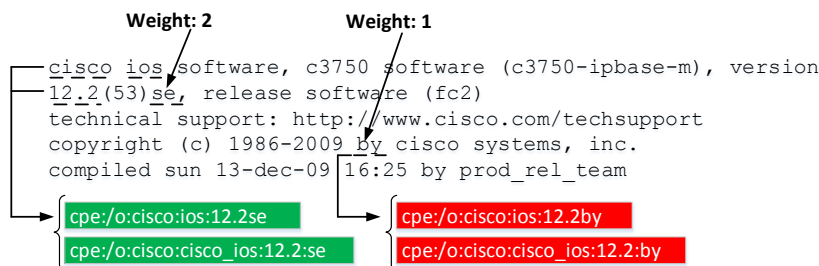 Weight: 2 Weight: 1
cisco ios software, c3750 software (c3750-ipbase-m), version
12.2(53)se, release software (fc2)
technical support: http://www.cisco.com/techsupport
copyright (c) 1986-2009 by cisco systems, inc.
compiled sun 13-dec-09 16:25 by prod_rel_team
cpe:/o:cisco:ios:12.2se cpe:/o:cisco:ios:12.2by
cpe:/o:cisco:cisco_ios:12.2:se cpe:/o:cisco:cisco_ios:12.2:by